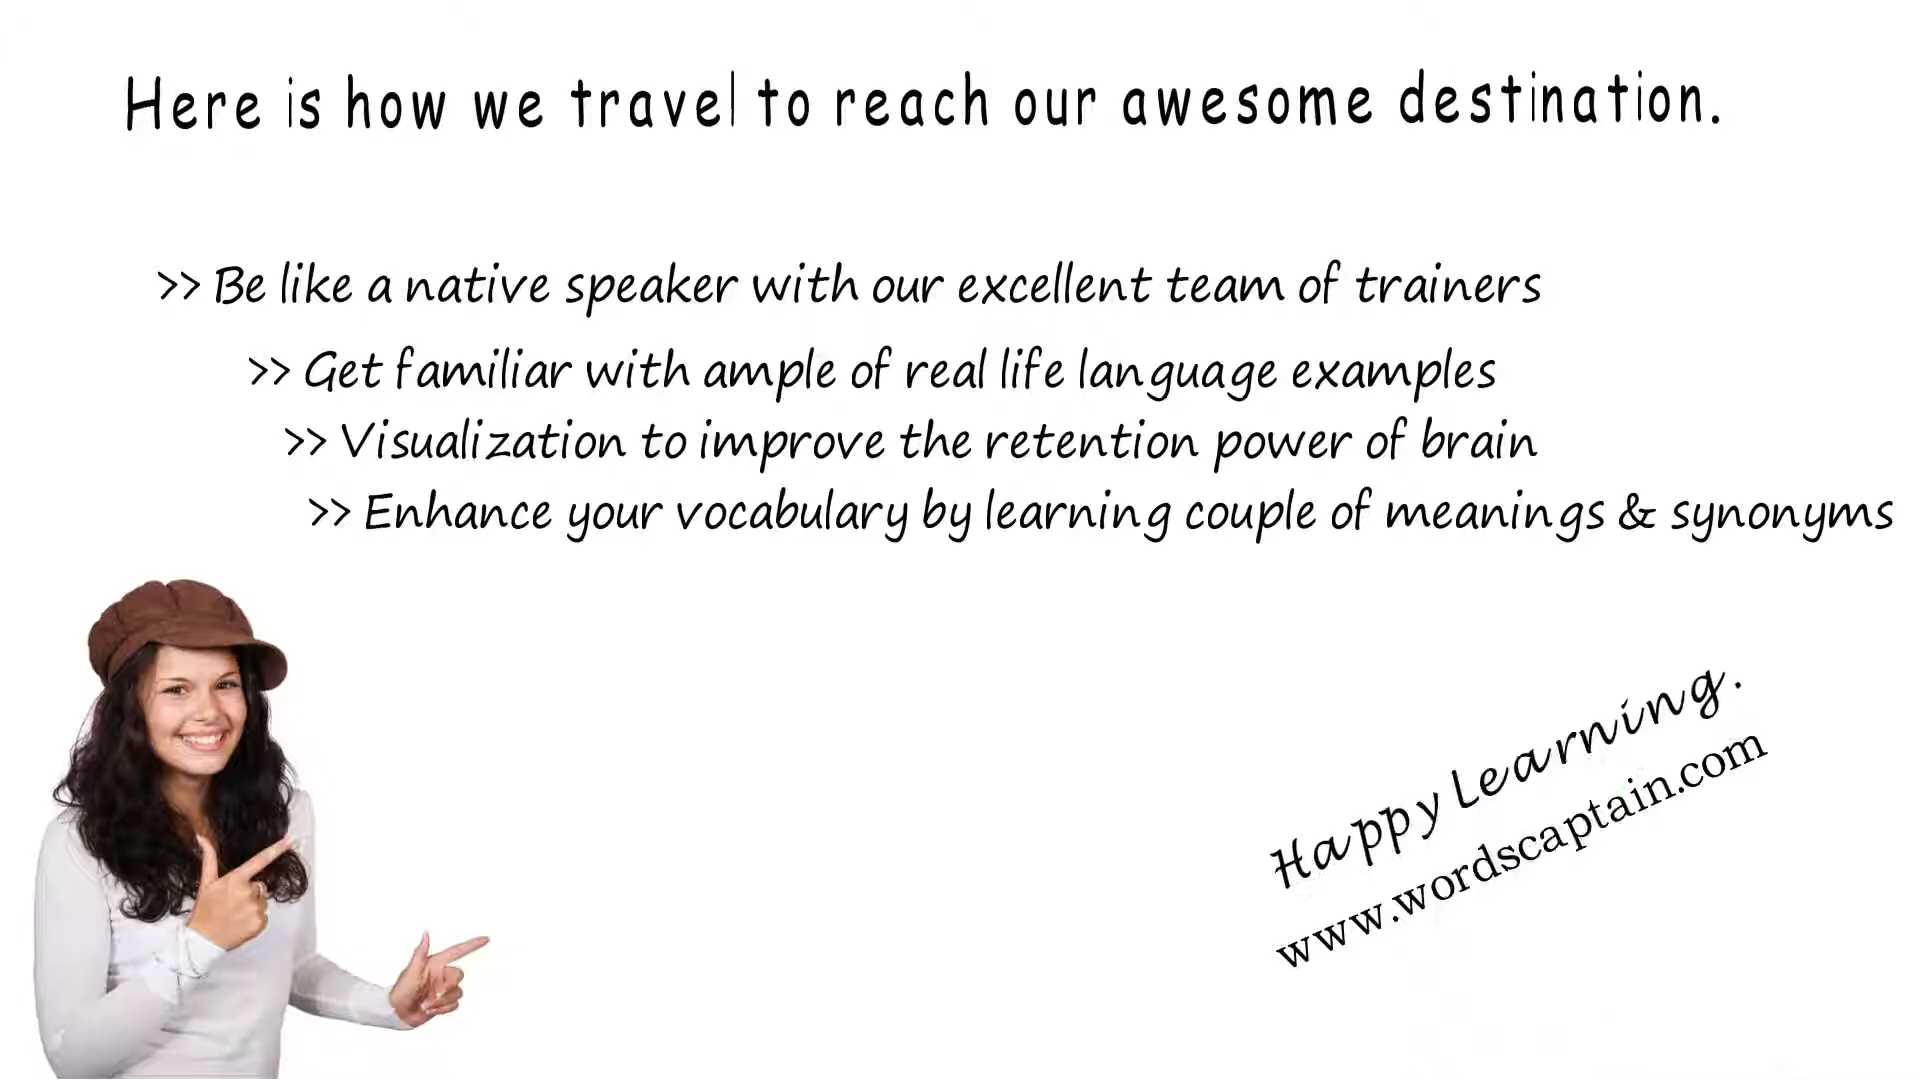 Here is how we travel to reach our awesome destination.
>> Be like a native speaker with our excellent team of trainers
>> Get familiar with ample of real life language examples
>> Visualization to improve the retention power of brain
>> Enhance your vocabulary by learning couple of meanings & synonyms
Happy Learning.
www.wordscaptain.com